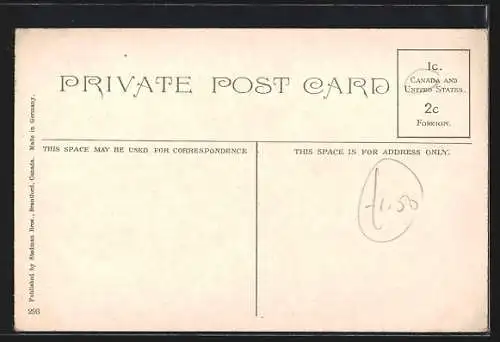 PRIVATE POST CARD
1c.
CANADA AND
UNITED STATES.
2c
FOREIGN.
THIS SPACE MAY BE USED FOR CORRESPONDENCE
THIS SPACE IS FOR ADDRESS ONLY.
£1.50
Published by Stedman Bros., Brantford, Canada. Made in Germany.
293